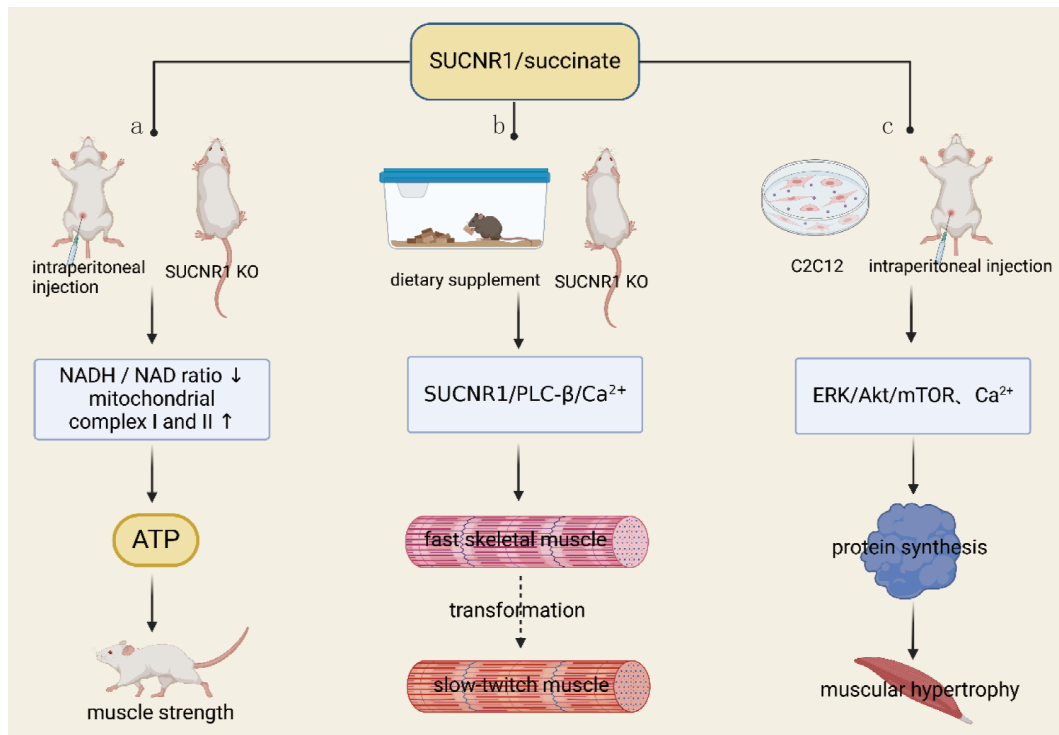 SUCNR1/succinate
a
intraperitoneal
injection
SUCNR1 KO
NADH / NAD ratio ↓
mitochondrial
complex I and II ↑
ATP
muscle strength
b
dietary supplement
SUCNR1 KO
SUCNR1/PLC-β/Ca²⁺
fast skeletal muscle
transformation
slow-twitch muscle
c
C2C12
intraperitoneal injection
ERK/Akt/mTOR、Ca²⁺
protein synthesis
muscular hypertrophy